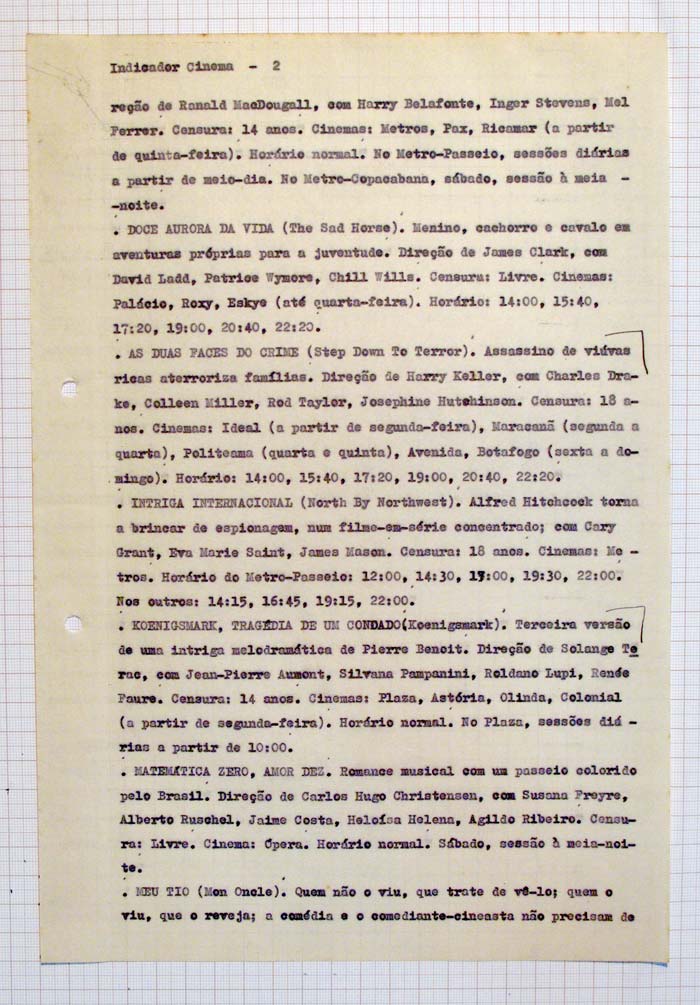 Indicador Cinema - 2
reção de Ranald MacDougall, com Harry Belafonte, Inger Stevens, Mel
Ferrer. Censura: 14 anos. Cinemas: Metros, Pax, Ricamar (a partir
de quinta-feira). Horário normal. No Metro-Passeio, sessões diárias
a partir de meio-dia. No Metro-Copacabana, sábado, sessão à meia -
-noite.
. DOCE AURORA DA VIDA (The Sad Horse). Menino, cachorro e cavalo em
aventuras próprias para a juventude. Direção de James Clark, com
David Ladd, Patrice Wymore, Chill Wills. Censura: Livre. Cinemas:
Palácio, Roxy, Eskye (até quarta-feira). Horário: 14:00, 15:40,
17:20, 19:00, 20:40, 22:20.
. AS DUAS FACES DO CRIME (Step Down To Terror). Assassino de viúvas
ricas aterroriza famílias. Direção de Harry Keller, com Charles Dra-
ke, Colleen Miller, Rod Taylor, Josephine Hutchinson. Censura: 18 a-
nos. Cinemas: Ideal (a partir de segunda-feira), Maracanã (segunda a
quarta), Politeama (quarta e quinta), Avenida, Botafogo (sexta a do-
mingo). Horário: 14:00, 15:40, 17:20, 19:00, 20:40, 22:20.
. INTRIGA INTERNACIONAL (North By Northwest). Alfred Hitchcock torna
a brincar de espionagem, num filme-em-série concentrado; com Cary
Grant, Eva Marie Saint, James Mason. Censura: 18 anos. Cinemas: Me -
tros. Horário do Metro-Passeio: 12:00, 14:30, 17:00, 19:30, 22:00.
Nos outros: 14:15, 16:45, 19:15, 22:00.
. KOENIGSMARK, TRAGÉDIA DE UM CONDADO(Koenigsmark). Terceira versão
de uma intriga melodramática de Pierre Benoit. Direção de Solange Te
rac, com Jean-Pierre Aumont, Silvana Pampanini, Roldano Lupi, Renée
Faure. Censura: 14 anos. Cinemas: Plaza, Astória, Olinda, Colonial
(a partir de segunda-feira). Horário normal. No Plaza, sessões diá -
rias a partir de 10:00.
. MATEMÁTICA ZERO, AMOR DEZ. Romance musical com um passeio colorido
pelo Brasil. Direção de Carlos Hugo Christensen, com Susana Freyre,
Alberto Ruschel, Jaime Costa, Heloísa Helena, Agildo Ribeiro. Censu-
ra: Livre. Cinema: Ópera. Horário normal. Sábado, sessão à meia-noi-
te.
. MEU TIO (Mon Oncle). Quem não o viu, que trate de vê-lo; quem o
viu, que o reveja; a comédia e o comediante-cineasta não precisam de